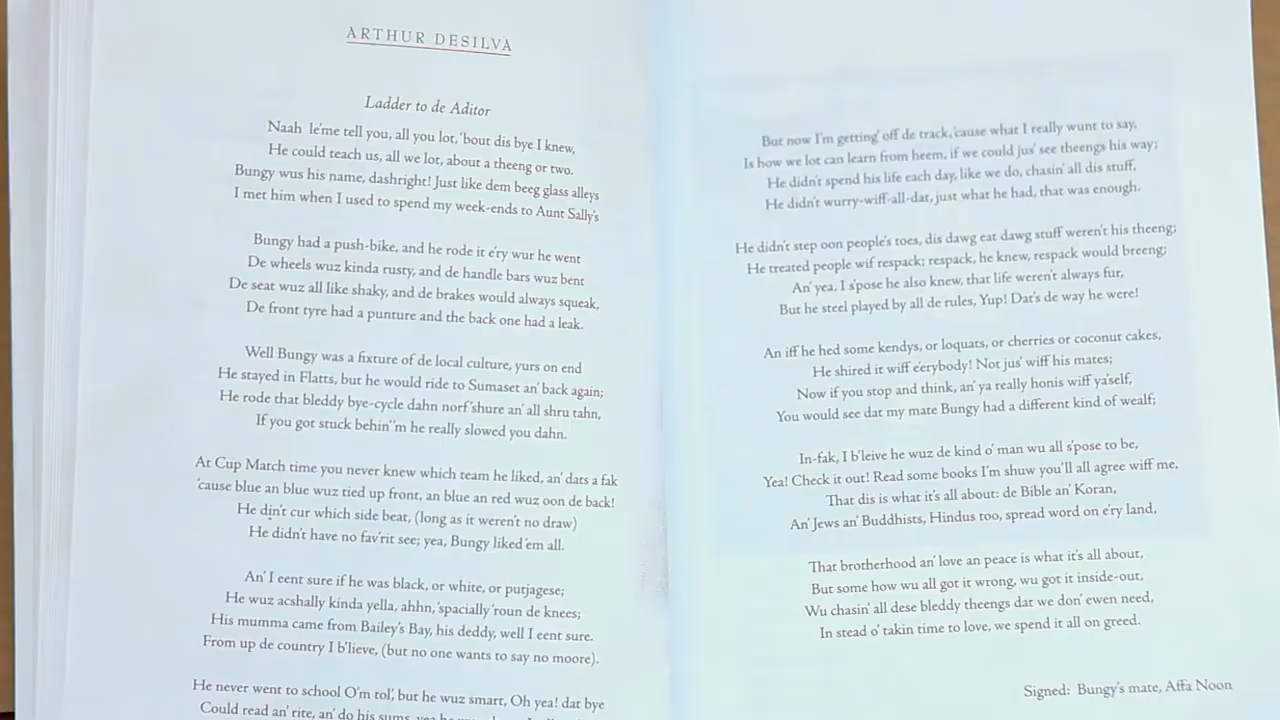 ARTHUR DESILVA
Ladder to de Aditor
Naah le'me tell you, all you lot, 'bout dis bye I knew,
He could teach us, all we lot, about a theeng or two.
Bungy wus his name, dashright! Just like dem beeg glass alleys
I met him when I used to spend my week-ends to Aunt Sally's
Bungy had a push-bike, and he rode it e'ry wur he went
De wheels wuz kinda rusty, and de handle bars wuz bent
De seat wuz all like shaky, and de brakes would always squeak,
De front tyre had a punture and the back one had a leak.
Well Bungy was a fixture of de local culture, yurs on end
He stayed in Flatts, but he would ride to Sumaset an' back again;
He rode that bleddy bye-cycle dahn norf'shure an' all shru tahn,
If you got stuck behin''m he really slowed you dahn.
At Cup Match time you never knew which team he liked, an' dats a fak
'cause blue an blue wuz tied up front, an blue an red wuz oon de back!
He din't cur which side beat, (long as it weren't no draw)
He didn't have no fav'rit see; yea, Bungy liked'em all.
An' I eent sure if he was black, or white, or putjagese;
He wuz acshally kinda yella, ahhn, 'spacially 'roun de knees;
His mumma came from Bailey's Bay, his deddy, well I eent sure.
From up de country I b'lieve, (but no one wants to say no moore).
He never went to school O'm tol', but he wuz smart, Oh yea! dat bye
Could read an' rite, an' do his sums,
But now I'm getting' off de track,'cause what I really wunt to say,
Is how we lot can learn from heem, if we could jus' see theengs his way;
He didn't spend his life each day, like we do, chasin' all dis stuff,
He didn't wurry-wiff-all-dat, just what he had, that was enough.
He didn't step oon people's toes, dis dawg eat dawg stuff weren't his theeng;
He treated people wif respack; respack, he knew, respack would breeng;
An' yea, I s'pose he also knew, that life weren't always fur,
But he steel played by all de rules, Yup! Dat's de way he were!
An iff he hed some kendys, or loquats, or cherries or coconut cakes,
He shired it wiff e'erybody! Not jus' wiff his mates;
Now if you stop and think, an' ya really honis wiff ya'self,
You would see dat my mate Bungy had a different kind of wealf;
In-fak, I b'leive he wuz de kind o' man wu all s'pose to be,
Yea! Check it out! Read some books I'm shuw you'll all agree wiff me,
That dis is what it's all about: de Bible an' Koran,
An' Jews an' Buddhists, Hindus too, spread word on e'ry land,
That brotherhood an' love an peace is what it's all about,
But some how wu all got it wrong, wu got it inside-out,
Wu chasin' all dese bleddy theengs dat we don' ewen need,
In stead o' takin time to love, we spend it all on greed.
Signed: Bungy's mate, Affa Noon